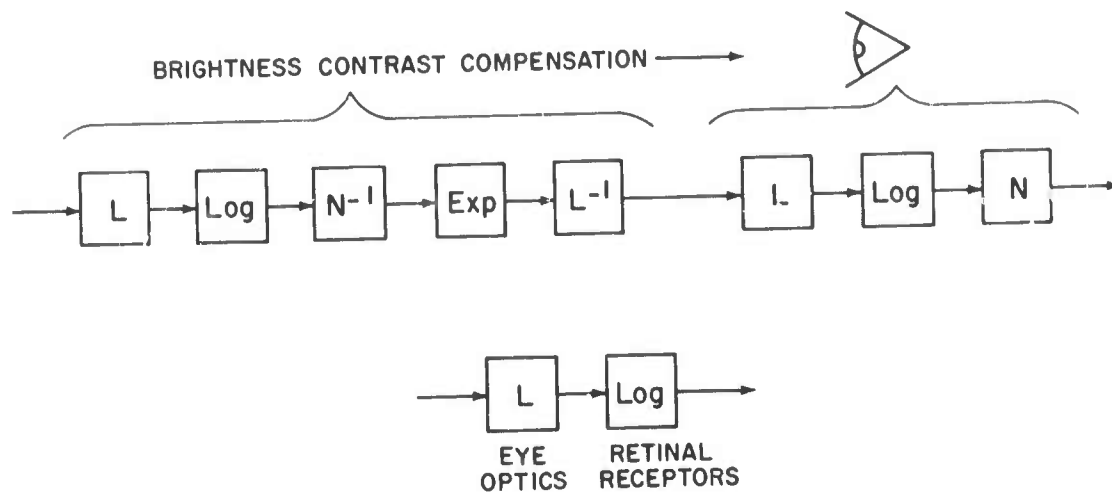 BRIGHTNESS CONTRAST COMPENSATION
L Log N-1 Exp L-1 L Log N
L Log
EYE OPTICS
RETINAL RECEPTORS